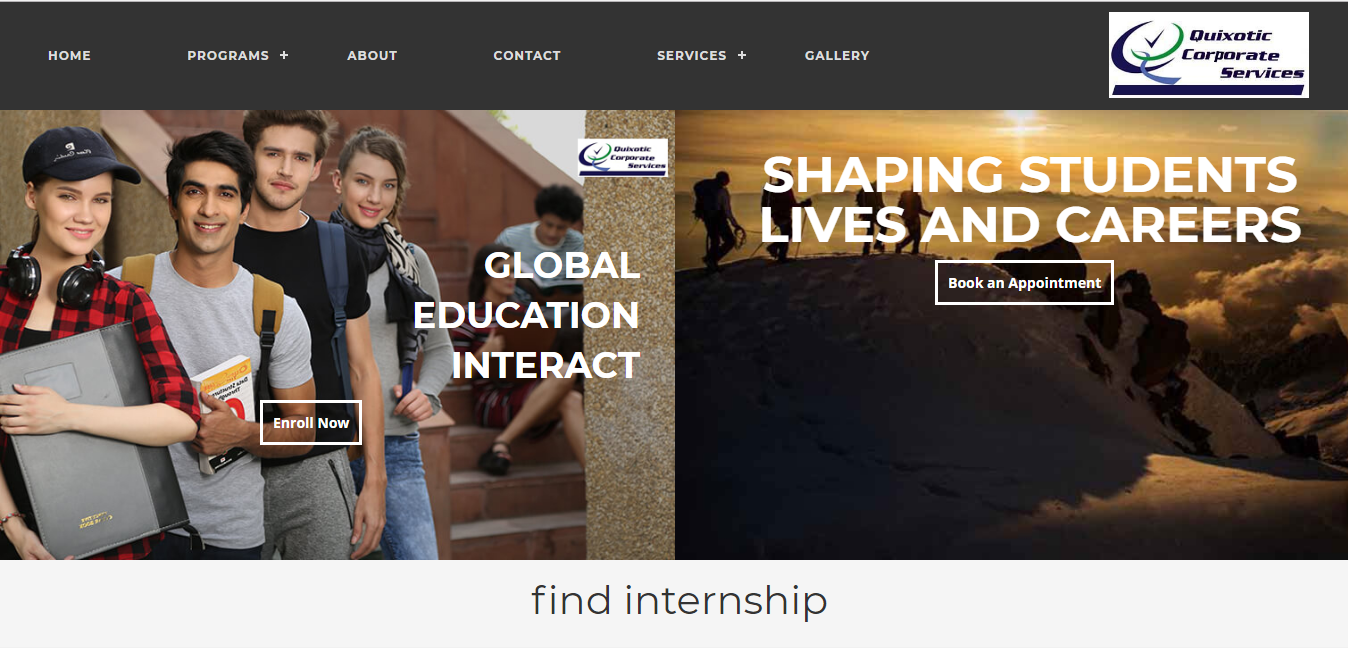 HOME PROGRAMS + ABOUT CONTACT SERVICES + GALLERY
Quixotic
Corporate
Services
Quixotic
Corporate
Services
GLOBAL
EDUCATION
INTERACT
Enroll Now
SHAPING STUDENTS
LIVES AND CAREERS
Book an Appointment
find internship